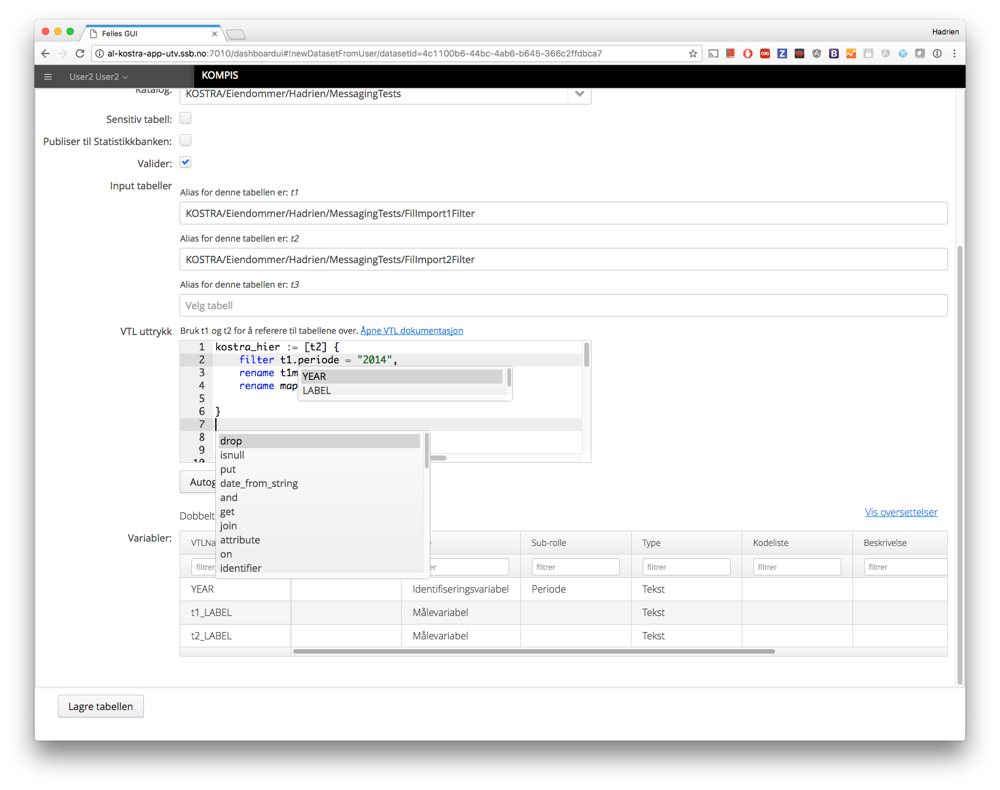 Felles GUI
Hadrien
al-kostra-app-utv.ssb.no:7010/dashboardui#!newDatasetFromUser/datasetId=4c1100b6-44bc-4ab6-b645-366c2ffdbca7
CORS Z B
User2 User2
KOMPIS
Katalog:
KOSTRA/Eiendommer/Hadrien/MessagingTests
Sensitiv tabell:
Publiser til Statistikkbanken:
Valider:
Input tabeller
Alias for denne tabellen er: t1
KOSTRA/Eiendommer/Hadrien/MessagingTests/FilImport1Filter
Alias for denne tabellen er: t2
KOSTRA/Eiendommer/Hadrien/MessagingTests/FilImport2Filter
Alias for denne tabellen er: t3
Velg tabell
VTL uttrykk
Bruk t1 og t2 for å referere til tabellene over. Åpne VTL dokumentasjon
1 kostra_hier := [t2] {
2 filter t1.periode = "2014",
3 rename t1m
4 rename map
YEAR
LABEL
5
6 }
7
8
9
10
drop
isnull
put
date_from_string
and
get
join
attribute
on
identifier
Autog
Dobbelt
Vis oversettelser
Variabler:
VTLNa Sub-rolle Type Kodeliste Beskrivelse
filtrer er filtrer filtrer filtrer filtrer
YEAR Identifiseringsvariabel Periode Tekst
t1_LABEL Målevariabel Tekst
t2_LABEL Målevariabel Tekst
Lagre tabellen